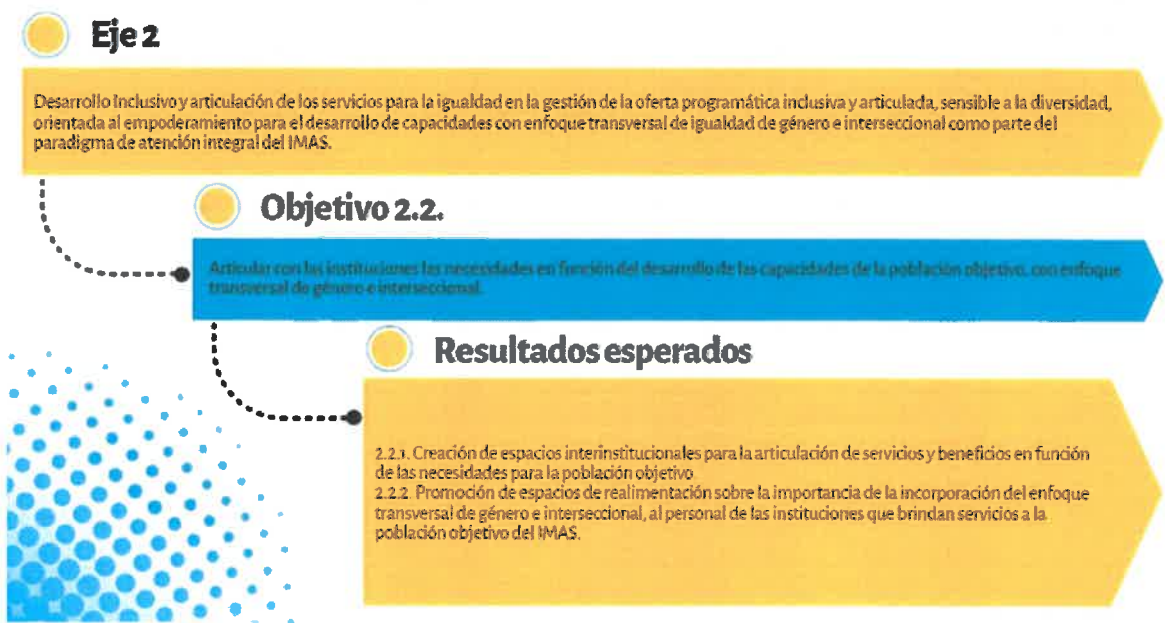 Eje 2
Desarrollo Inclusivo y articulación de los servicios para la igualdad en la gestión de la oferta programática inclusiva y articulada, sensible a la diversidad,
orientada al empoderamiento para el desarrollo de capacidades con enfoque transversal de igualdad de género e interseccional como parte del
paradigma de atención integral del IMAS.
Objetivo 2.2.
Articular con las instituciones las necesidades en función del desarrollo de las capacidades de la población objetivo, con enfoque
transversal de género e interseccional.
Resultados esperados
2.2.1. Creación de espacios interinstitucionales para la articulación de servicios y beneficios en función
de las necesidades para la población objetivo
2.2.2. Promoción de espacios de realimentación sobre la importancia de la incorporación del enfoque
transversal de género e interseccional, al personal de las instituciones que brindan servicios a la
población objetivo del IMAS.